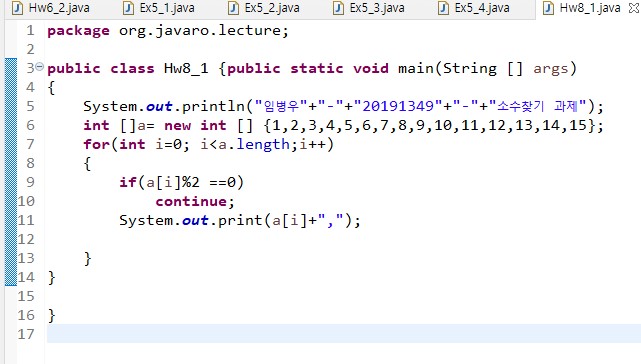 Hw6_2.java Ex5_1.java Ex5_2.java Ex5_3.java Ex5_4.java Hw8_1.java
1 package org.javaro.lecture;
2
3 public class Hw8_1 {public static void main(String [] args)
4 {
5 System.out.println("임병우"+"-"+"20191349"+"-"+"소수찾기 과제");
6 int []a= new int [] {1,2,3,4,5,6,7,8,9,10,11,12,13,14,15};
7 for(int i=0; i<a.length;i++)
8 {
9 if(a[i]%2 ==0)
10 continue;
11 System.out.print(a[i]+",");
12
13 }
14 }
15
16 }
17